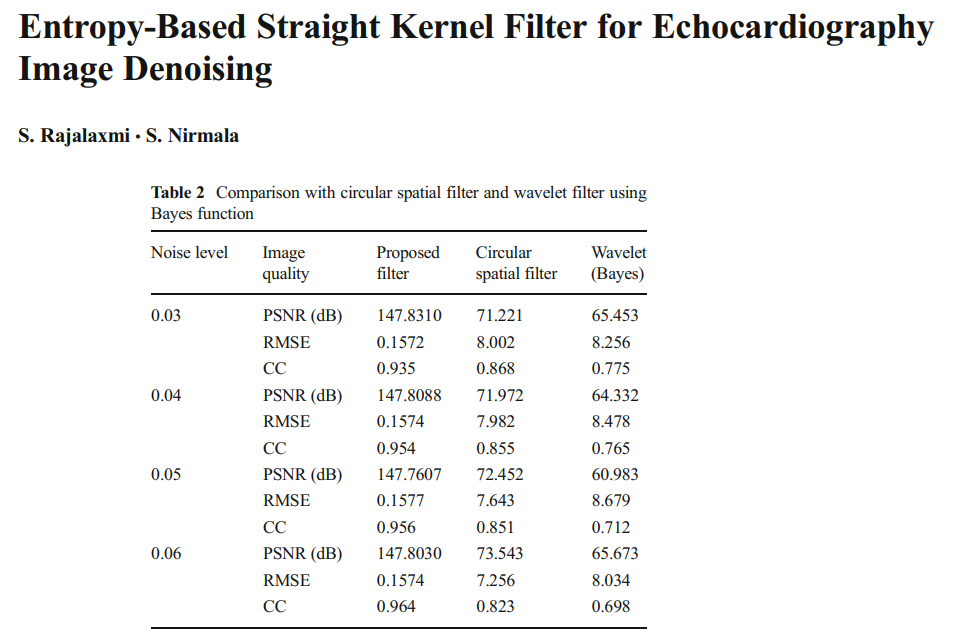 Entropy-Based Straight Kernel Filter for Echocardiography
Image Denoising
S. Rajalaxmi · S. Nirmala
Table 2 Comparison with circular spatial filter and wavelet filter using
Bayes function
Noise level Image quality Proposed filter Circular spatial filter Wavelet (Bayes)
0.03 PSNR (dB) 147.8310 71.221 65.453
RMSE 0.1572 8.002 8.256
CC 0.935 0.868 0.775
0.04 PSNR (dB) 147.8088 71.972 64.332
RMSE 0.1574 7.982 8.478
CC 0.954 0.855 0.765
0.05 PSNR (dB) 147.7607 72.452 60.983
RMSE 0.1577 7.643 8.679
CC 0.956 0.851 0.712
0.06 PSNR (dB) 147.8030 73.543 65.673
RMSE 0.1574 7.256 8.034
CC 0.964 0.823 0.698